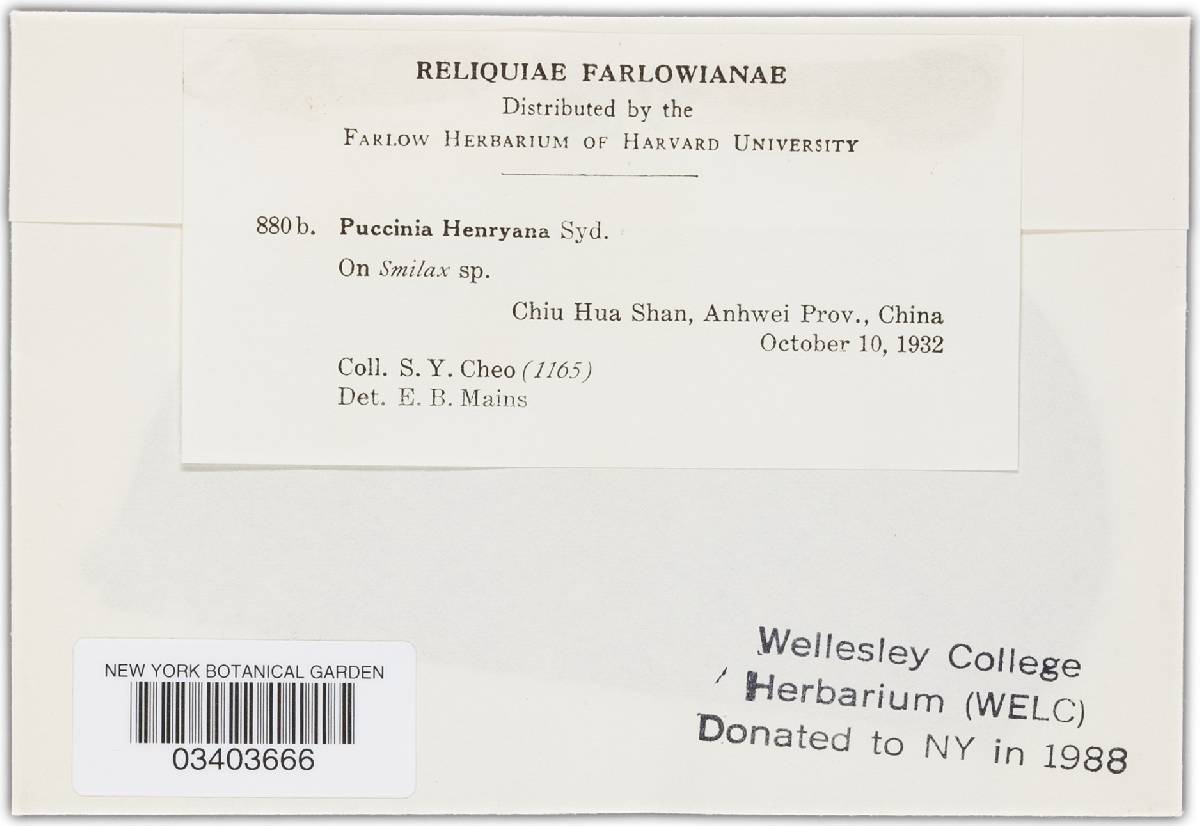 RELIQUIAE FARLOWIANAE
Distributed by the
FARLOW HERBARIUM OF HARVARD UNIVERSITY
880b. Puccinia Henryana Syd.
On Smilax sp.
Chiu Hua Shan, Anhwei Prov., China
October 10, 1932
Coll. S. Y. Cheo (1165)
Det. E. B. Mains
NEW YORK BOTANICAL GARDEN
03403666
Wellesley College
Herbarium (WELC)
Donated to NY in 1988